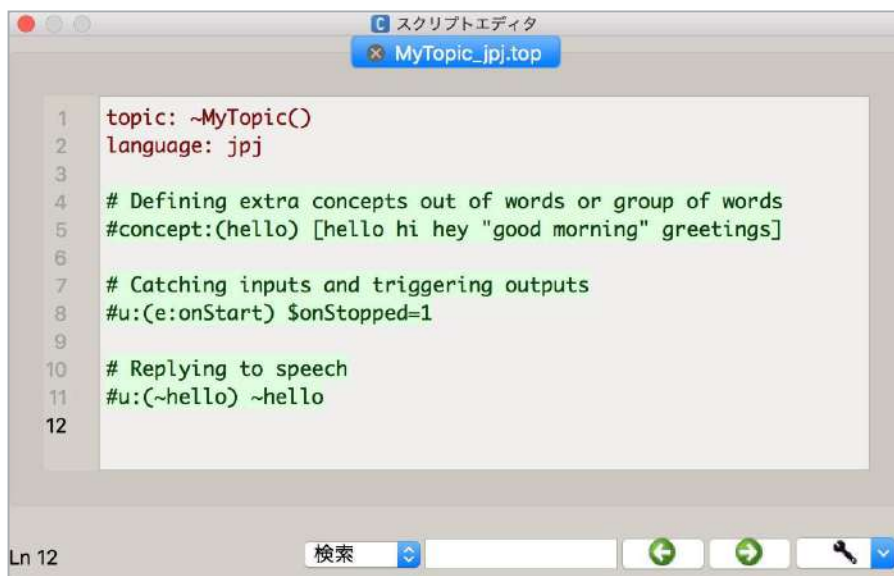 スクリプトエディタ
MyTopic_jpj.top
1 topic: ~MyTopic()
2 language: jpj
3
4 # Defining extra concepts out of words or group of words
5 #concept:(hello) [hello hi hey "good morning" greetings]
6
7 # Catching inputs and triggering outputs
8 #u:(e:onStart) $onStopped=1
9
10 # Replying to speech
11 #u:(~hello) ~hello
12
Ln 12 検索